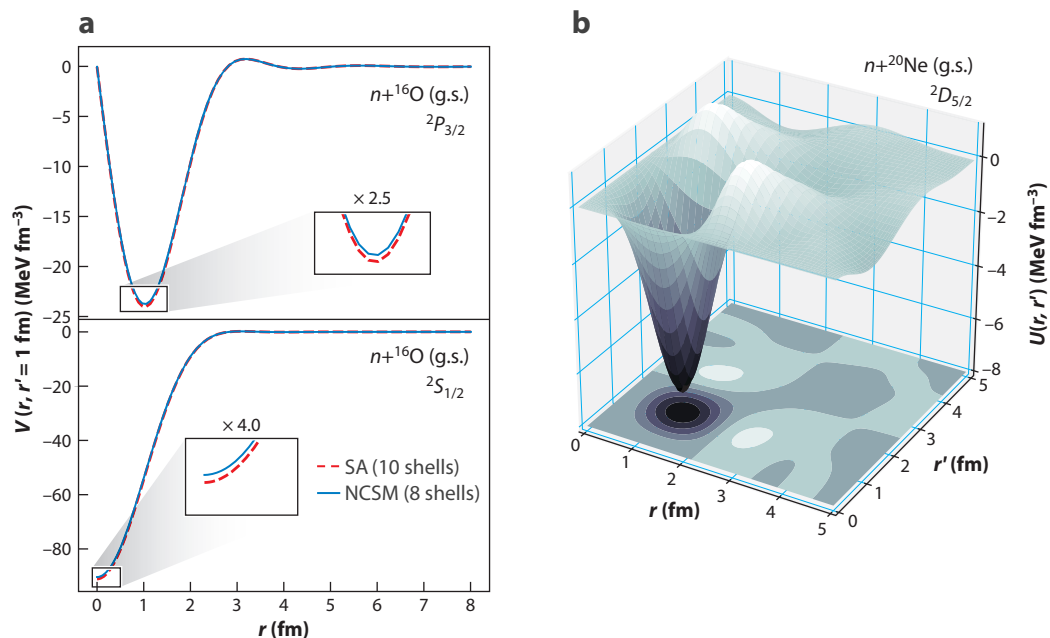 a
0
−5
−10
−15
−20
−25
n+¹⁶O (g.s.)
²P₃/₂
× 2.5
0
−20
−40
−60
−80
n+¹⁶O (g.s.)
²S₁/₂
× 4.0
SA (10 shells)
NCSM (8 shells)
V (r, r′ = 1 fm) (MeV fm⁻³)
0 1 2 3 4 5 6 7 8
r (fm)
b
n+²⁰Ne (g.s.)
²D₅/₂
0
−2
−4
−6
−8
U(r, r′) (MeV fm⁻³)
0 1 2 3 4 5
r (fm)
0 1 2 3 4 5
r′ (fm)